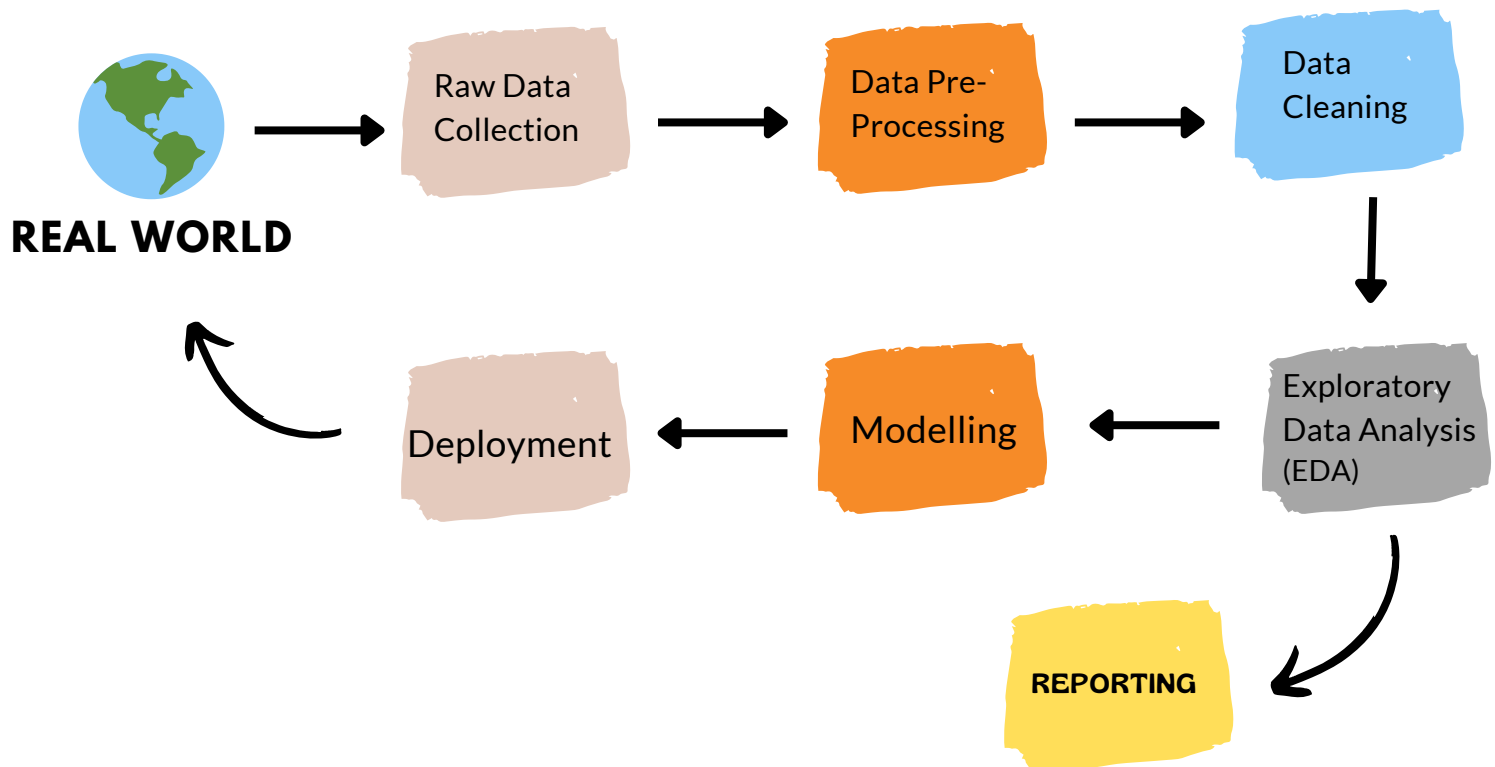 REAL WORLD
Raw Data
Collection
Data Pre-
Processing
Data
Cleaning
Exploratory
Data Analysis
(EDA)
Modelling
Deployment
REPORTING